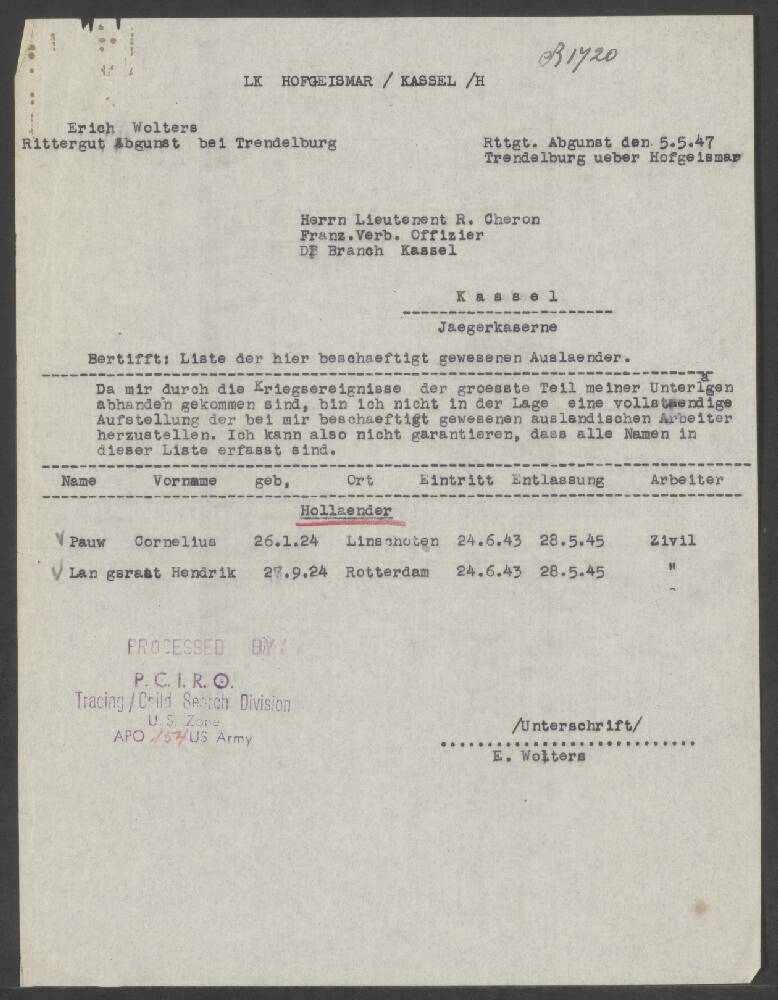 R 1720
LK HOFGEISMAR / KASSEL /H
Erich Wolters
Rittergut Abgunst bei Trendelburg
Rttgt. Abgunst den 5.5.47
Trendelburg ueber Hofgeismar
Herrn Lieutenent R. Cheron
Franz.Verb. Offizier
DP Branch Kassel
K a s s e l
Jaegerkaserne
Bertifft: Liste der hier beschaeftigt gewesenen Auslaender.
Da mir durch die Kriegsereignisse der groesste Teil meiner Unterlagen
abhanden gekommen sind, bin ich nicht in der Lage eine vollstaendige
Aufstellung der bei mir beschaeftigt gewesenen auslandischen Arbeiter
herzustellen. Ich kann also nicht garantieren, dass alle Namen in
dieser Liste erfasst sind.
Name Vorname geb, Ort Eintritt Entlassung Arbeiter
Hollaender
Pauw Cornelius 26.1.24 Linschoten 24.6.43 28.5.45 Zivil
Lan geraat Hendrik 27.9.24 Rotterdam 24.6.43 28.5.45 "
PROCESSED BY
P. C. I. R. O.
Tracing / Child Search Division
U. S. Zone
APO 154 US Army
/Unterschrift/
E. Wolters